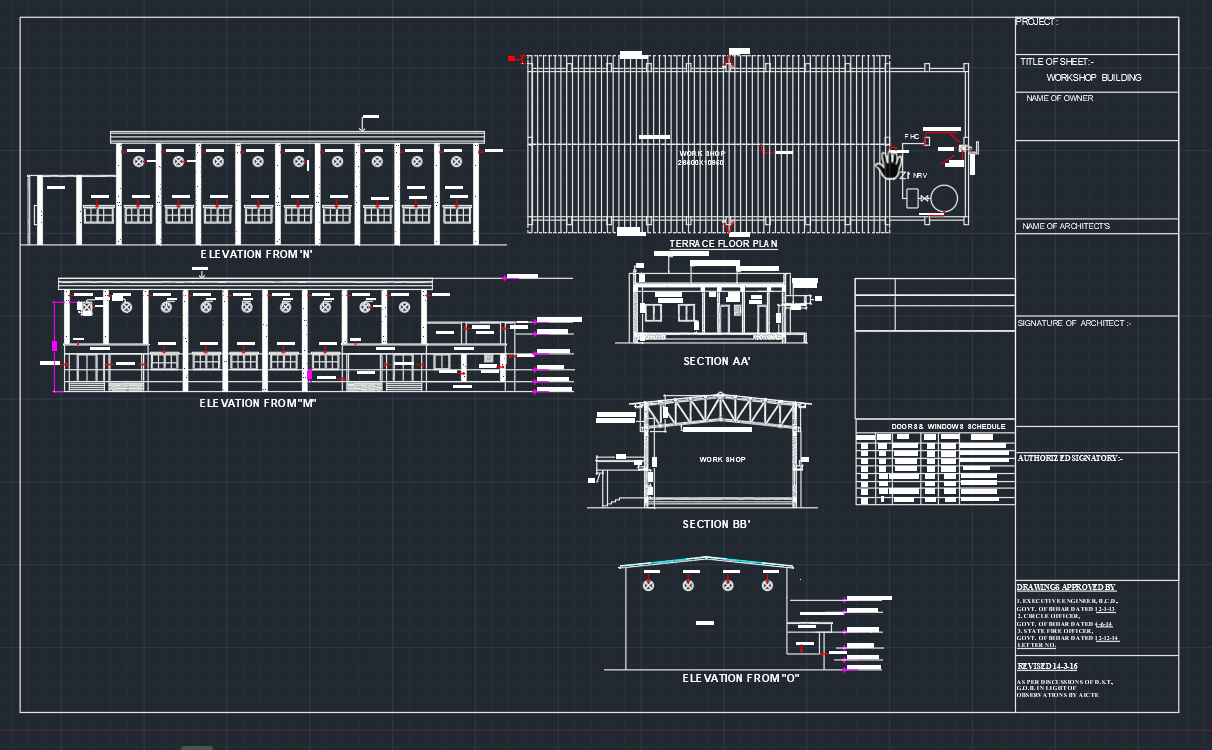 PROJECT:
TITLE OF SHEET:-
WORKSHOP BUILDING
NAME OF OWNER
NAME OF ARCHITECT'S
SIGNATURE OF ARCHITECT :-
AUTHORIZED SIGNATORY:-
DRAWINGS APPROVED BY
1. EXECUTIVE ENGINEER, B.C.D.,
GOVT. OF BIHAR DATED 12-1-13
2. CIRCLE OFFICER,
GOVT. OF BIHAR DATED 4-6-14
3. STATE FIRE OFFICER,
GOVT. OF BIHAR DATED 12-12-14
LETTER NO.
REVISED 14-3-16
AS PER DISCUSSIONS OF D.S.T.,
G.O.B. IN LIGHT OF
OBSERVATIONS BY AICTE
ELEVATION FROM 'N'
WORK SHOP
FHC
NRV
TERRACE FLOOR PLAN
ELEVATION FROM "M"
SECTION AA'
DOORS & WINDOWS SCHEDULE
WORK SHOP
SECTION BB'
ELEVATION FROM "O"